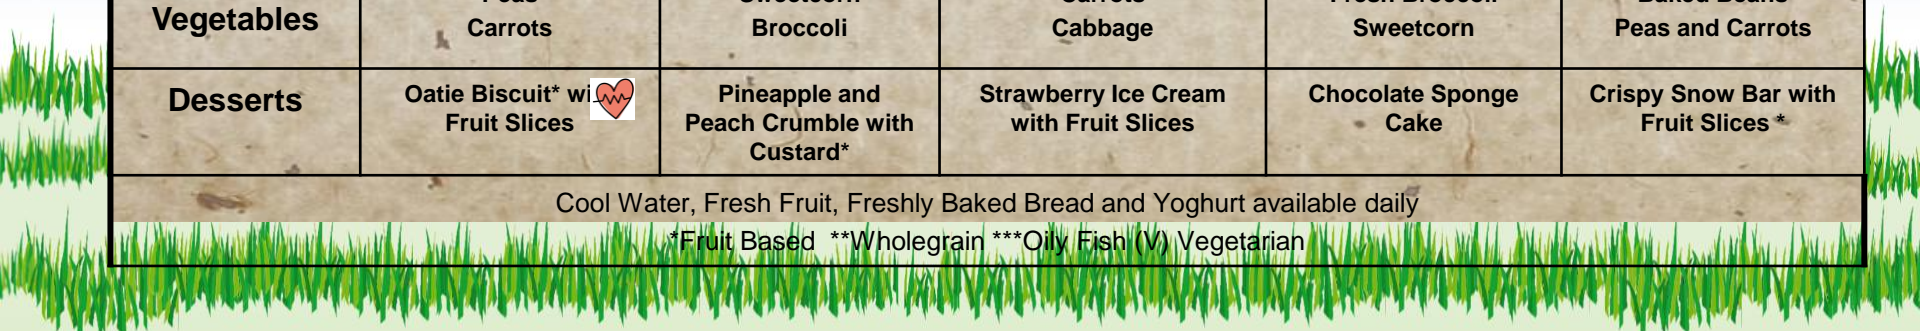 Vegetables
Carrots
Broccoli
Cabbage
Sweetcorn
Peas and Carrots
Desserts
Oatie Biscuit*
Fruit Slices
Pineapple and
Peach Crumble with
Custard*
Strawberry Ice Cream
with Fruit Slices
Chocolate Sponge
Cake
Crispy Snow Bar with
Fruit Slices *
Cool Water, Fresh Fruit, Freshly Baked Bread and Yoghurt available daily
*Fruit Based **Wholegrain ***Oily Fish (V) Vegetarian